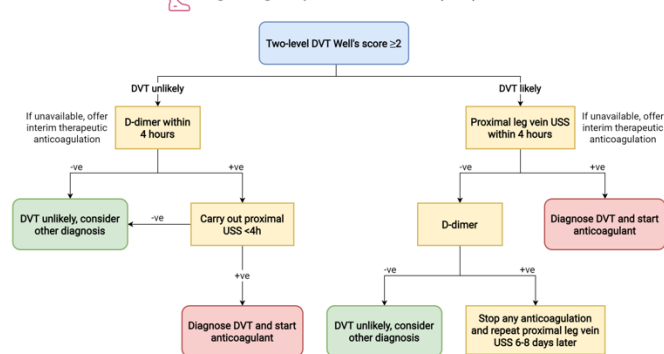 Two-level DVT Well's score ≥2
DVT unlikely
DVT likely
If unavailable, offer
interim therapeutic
anticoagulation
D-dimer within
4 hours
Proximal leg vein USS
within 4 hours
If unavailable, offer
interim therapeutic
anticoagulation
-ve
+ve
-ve
+ve
DVT unlikely, consider
other diagnosis
-ve
Carry out proximal
USS <4h
D-dimer
Diagnose DVT and start
anticoagulant
+ve
-ve
+ve
Diagnose DVT and start
anticoagulant
DVT unlikely, consider
other diagnosis
Stop any anticoagulation
and repeat proximal leg vein
USS 6-8 days later